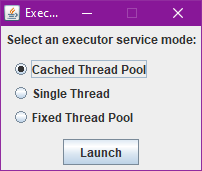 Exec...
Select an executor service mode:
Cached Thread Pool
Single Thread
Fixed Thread Pool
Launch